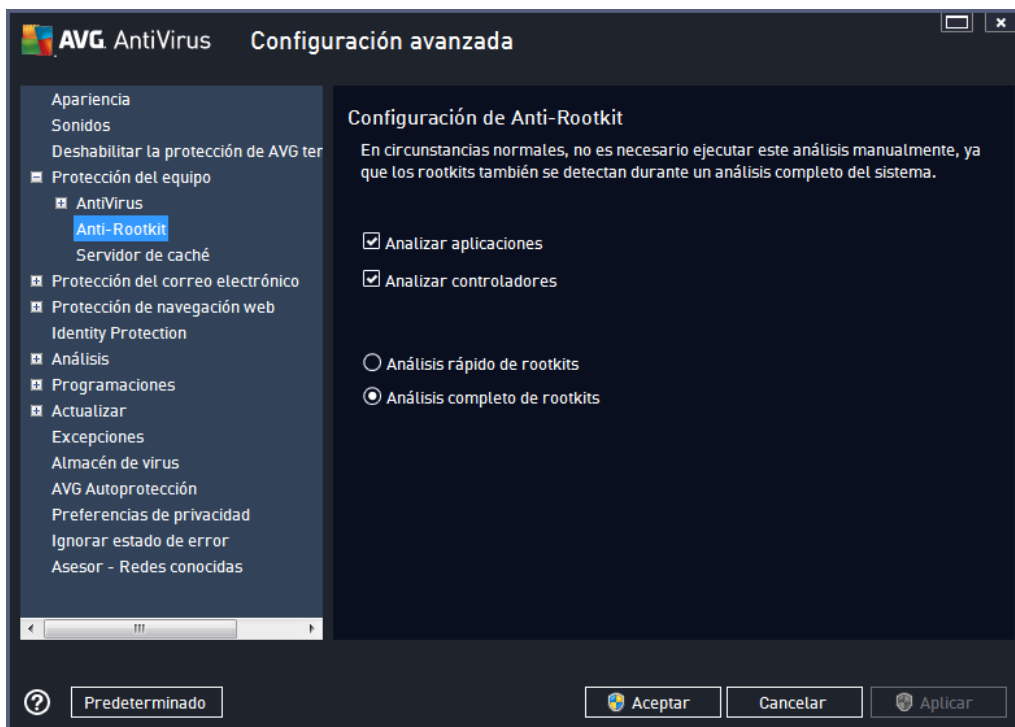 AVG. AntiVirus Configuración avanzada
Apariencia
Sonidos
Deshabilitar la protección de AVG ter
Protección del equipo
AntiVirus
Anti-Rootkit
Servidor de caché
Protección del correo electrónico
Protección de navegación web
Identity Protection
Análisis
Programaciones
Actualizar
Excepciones
Almacén de virus
AVG Autoprotección
Preferencias de privacidad
Ignorar estado de error
Asesor - Redes conocidas
Configuración de Anti-Rootkit
En circunstancias normales, no es necesario ejecutar este análisis manualmente, ya
que los rootkits también se detectan durante un análisis completo del sistema.
Analizar aplicaciones
Analizar controladores
Análisis rápido de rootkits
Análisis completo de rootkits
Predeterminado
Aceptar
Cancelar
Aplicar